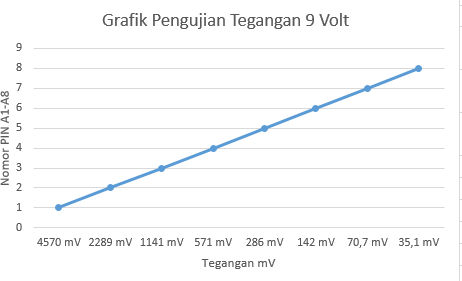 Grafik Pengujian Tegangan 9 Volt
Nomor PIN A1-A8
9
8
7
6
5
4
3
2
1
0
4570 mV 2289 mV 1141 mV 571 mV 286 mV 142 mV 70,7 mV 35,1 mV
Tegangan mV